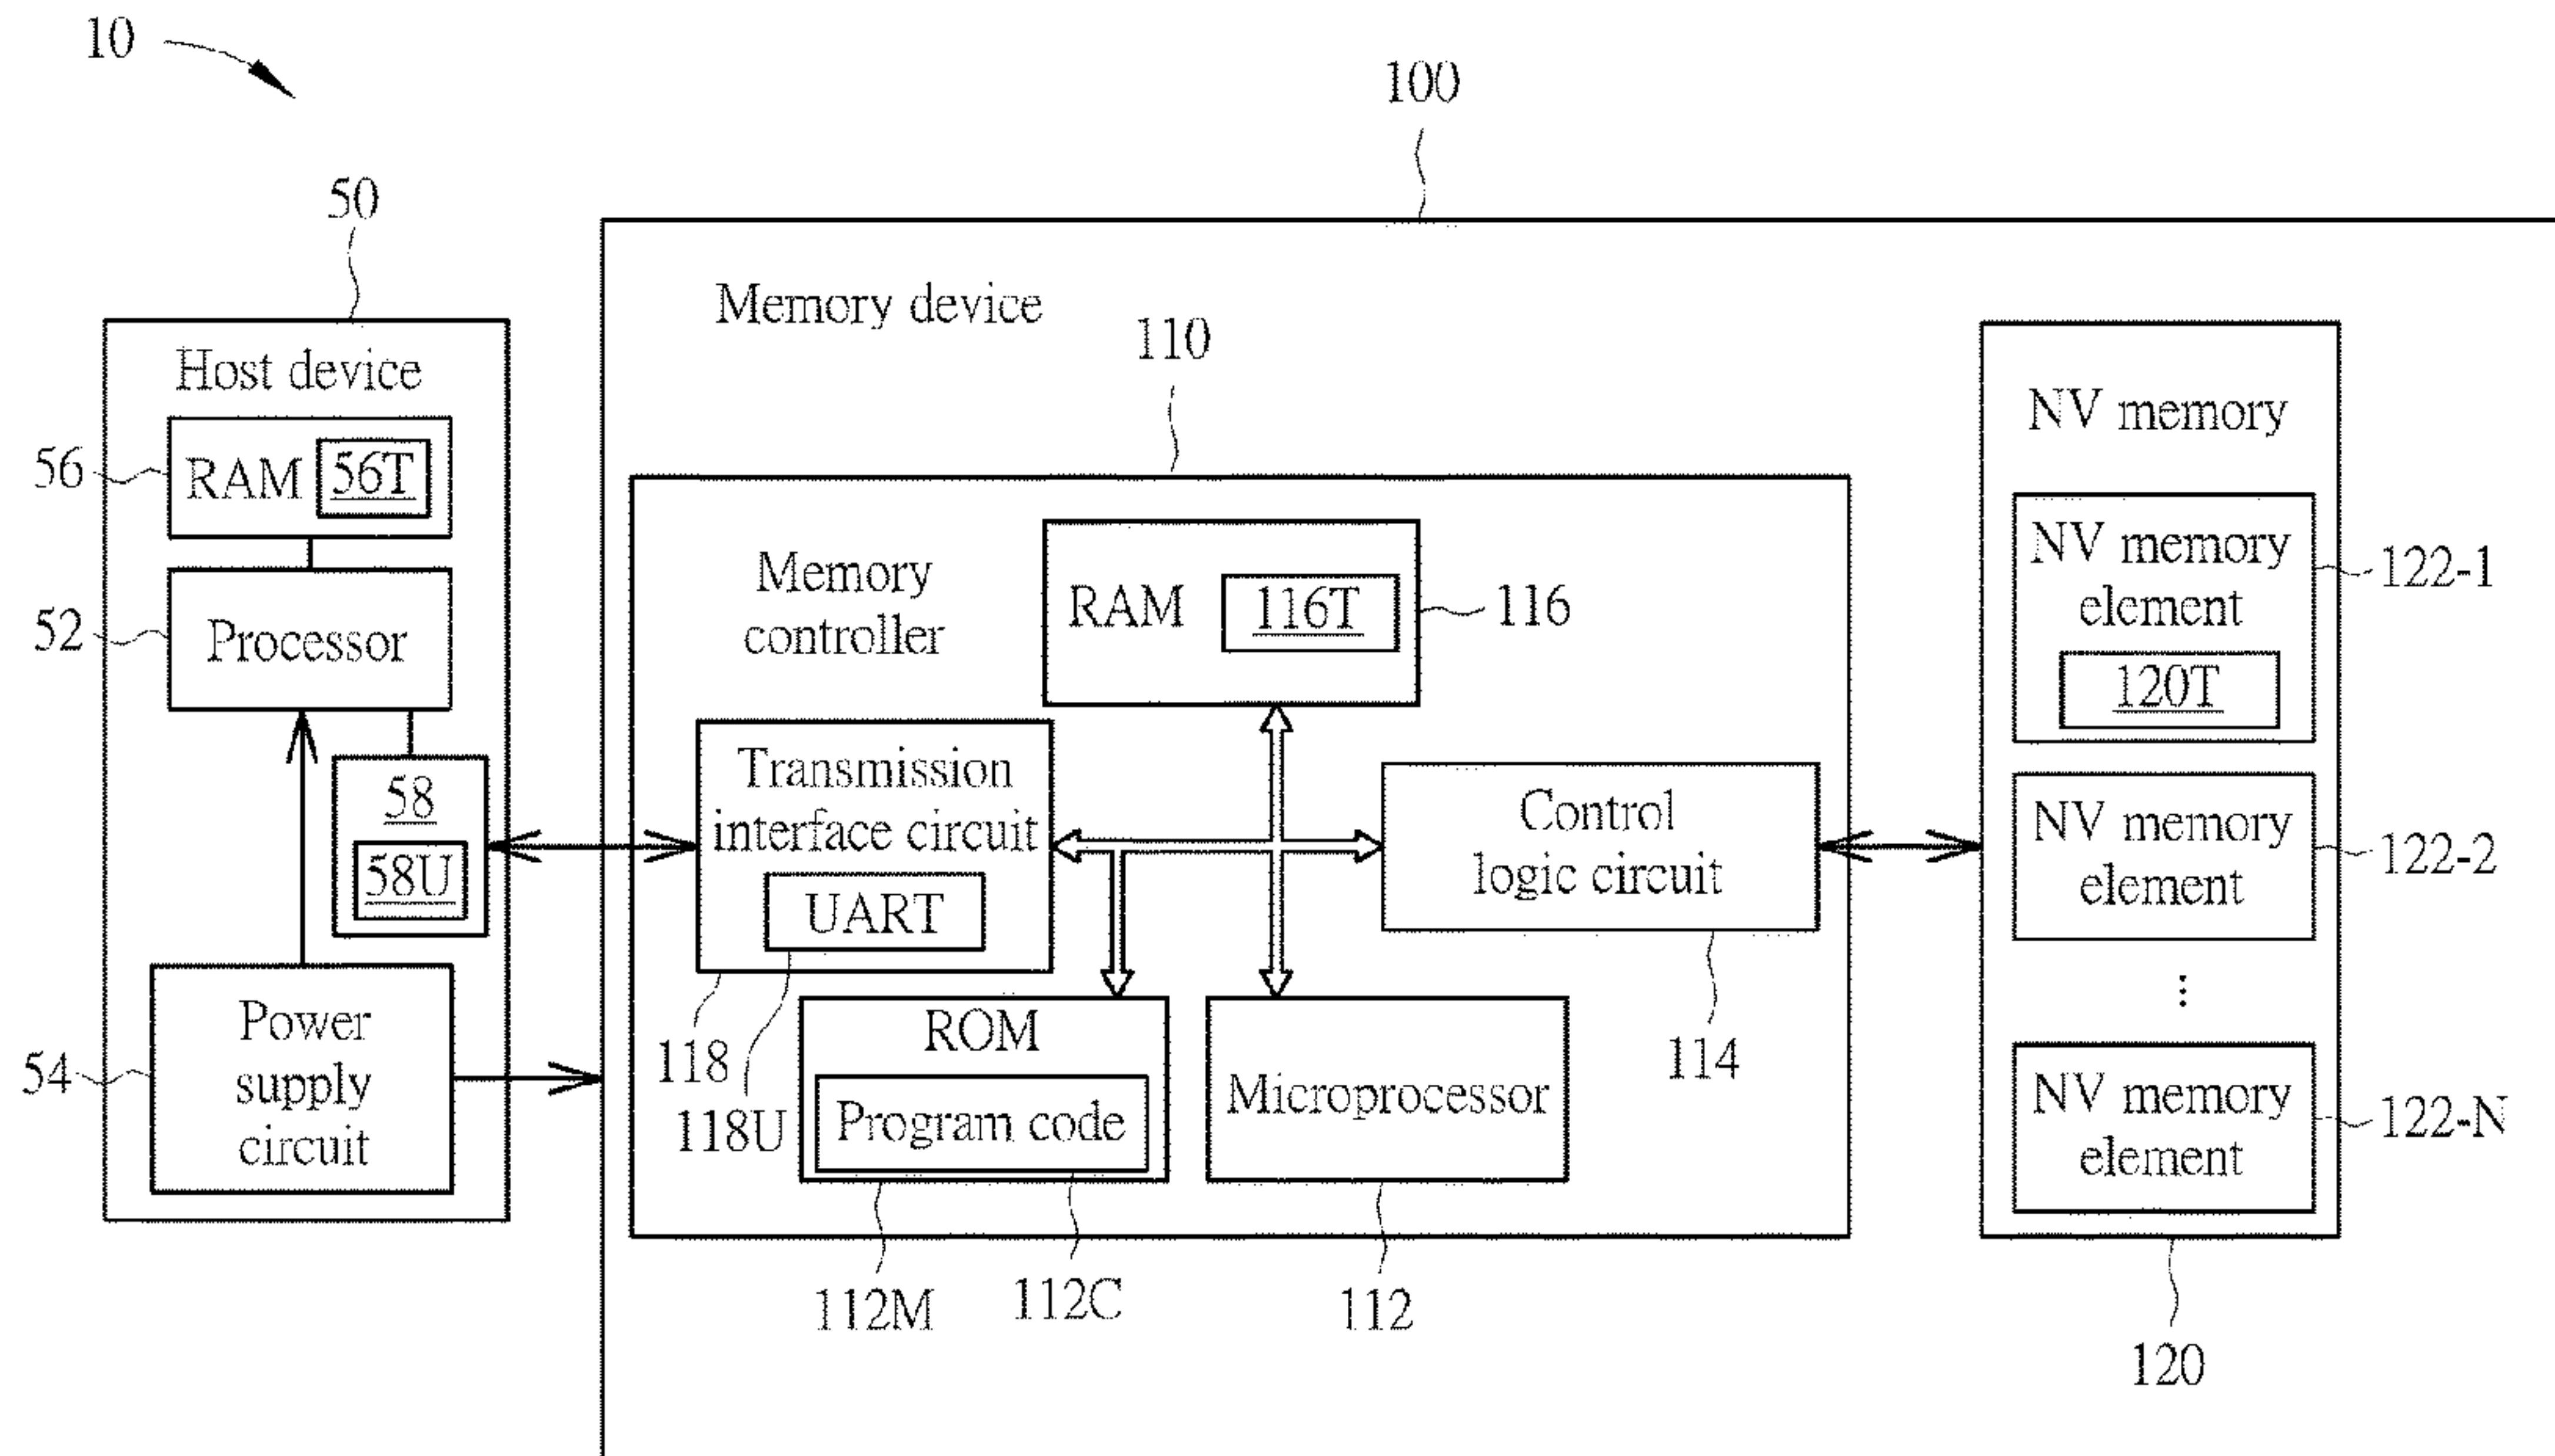 10
100
50
Memory device
110
Host device
56
RAM
56T
52
Processor
58
58U
54
Power
supply
circuit
Memory
controller
RAM
116T
116
Transmission
interface circuit
UART
118
118U
Control
logic circuit
114
ROM
Program code
Microprocessor
112M
112C
112
NV memory
NV memory
element
120T
122-1
NV memory
element
122-2
⋮
NV memory
element
122-N
120